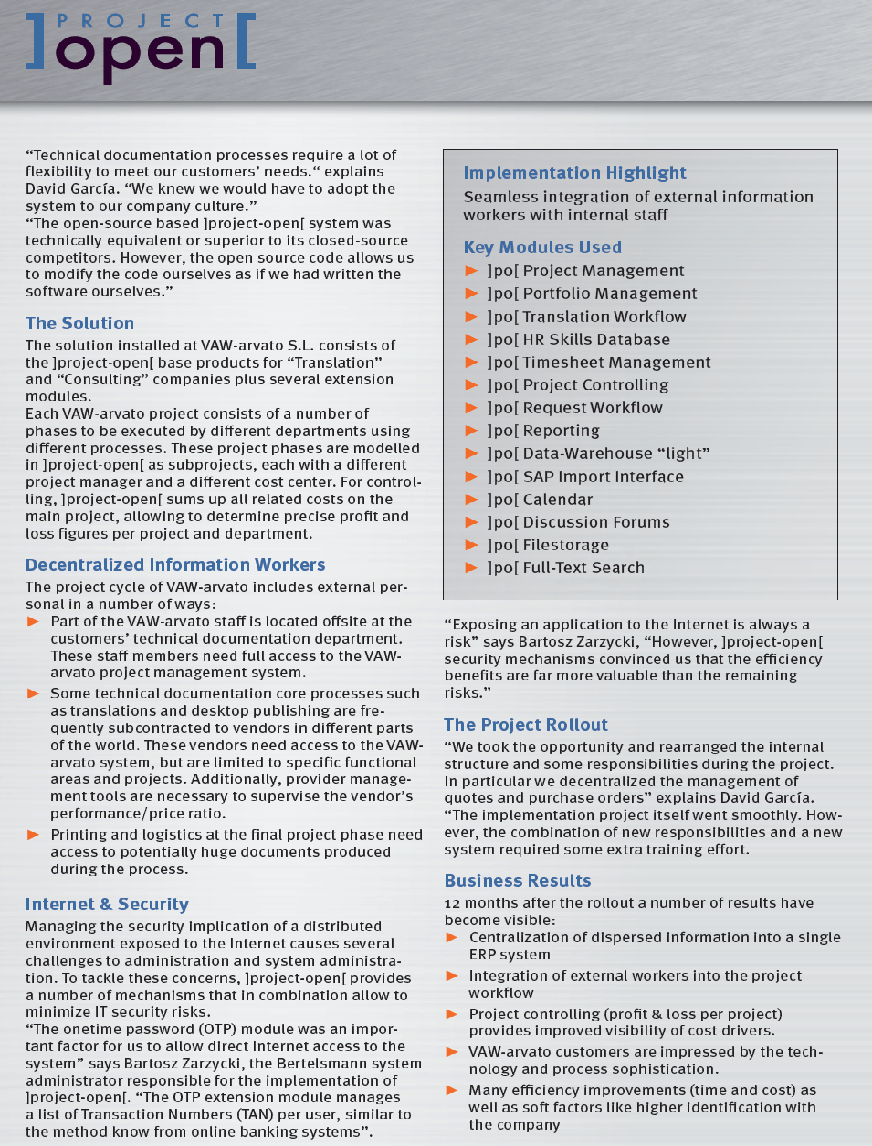 PROJECT
]open[
“Technical documentation processes require a lot of
flexibility to meet our customers’ needs.“ explains
David García. “We knew we would have to adopt the
system to our company culture.”
“The open-source based ]project-open[ system was
technically equivalent or superior to its closed-source
competitors. However, the open source code allows us
to modify the code ourselves as if we had written the
software ourselves.”
The Solution
The solution installed at VAW-arvato S.L. consists of
the ]project-open[ base products for “Translation”
and “Consulting” companies plus several extension
modules.
Each VAW-arvato project consists of a number of
phases to be executed by different departments using
different processes. These project phases are modelled
in ]project-open[ as subprojects, each with a different
project manager and a different cost center. For control-
ling, ]project-open[ sums up all related costs on the
main project, allowing to determine precise profit and
loss figures per project and department.
Decentralized Information Workers
The project cycle of VAW-arvato includes external per-
sonal in a number of ways:
► Part of the VAW-arvato staff is located offsite at the
customers’ technical documentation department.
These staff members need full access to the VAW-
arvato project management system.
► Some technical documentation core processes such
as translations and desktop publishing are fre-
quently subcontracted to vendors in different parts
of the world. These vendors need access to the VAW-
arvato system, but are limited to specific functional
areas and projects. Additionally, provider manage-
ment tools are necessary to supervise the vendor’s
performance/price ratio.
► Printing and logistics at the final project phase need
access to potentially huge documents produced
during the process.
Internet & Security
Managing the security implication of a distributed
environment exposed to the Internet causes several
challenges to administration and system administra-
tion. To tackle these concerns, ]project-open[ provides
a number of mechanisms that in combination allow to
minimize IT security risks.
“The onetime password (OTP) module was an impor-
tant factor for us to allow direct Internet access to the
system” says Bartosz Zarzycki, the Bertelsmann system
administrator responsible for the implementation of
]project-open[. “The OTP extension module manages
a list of Transaction Numbers (TAN) per user, similar to
the method know from online banking systems”.
Implementation Highlight
Seamless integration of external information
workers with internal staff
Key Modules Used
► ]po[ Project Management
► ]po[ Portfolio Management
► ]po[ Translation Workflow
► ]po[ HR Skills Database
► ]po[ Timesheet Management
► ]po[ Project Controlling
► ]po[ Request Workflow
► ]po[ Reporting
► ]po[ Data-Warehouse “light”
► ]po[ SAP Import Interface
► ]po[ Calendar
► ]po[ Discussion Forums
► ]po[ Filestorage
► ]po[ Full-Text Search
“Exposing an application to the Internet is always a
risk” says Bartosz Zarzycki, “However, ]project-open[
security mechanisms convinced us that the efficiency
benefits are far more valuable than the remaining
risks.”
The Project Rollout
“We took the opportunity and rearranged the internal
structure and some responsibilities during the project.
In particular we decentralized the management of
quotes and purchase orders” explains David García.
“The implementation project itself went smoothly. How-
ever, the combination of new responsibilities and a new
system required some extra training effort.
Business Results
12 months after the rollout a number of results have
become visible:
► Centralization of dispersed information into a single
ERP system
► Integration of external workers into the project
workflow
► Project controlling (profit & loss per project)
provides improved visibility of cost drivers.
► VAW-arvato customers are impressed by the tech-
nology and process sophistication.
► Many efficiency improvements (time and cost) as
well as soft factors like higher identification with
the company